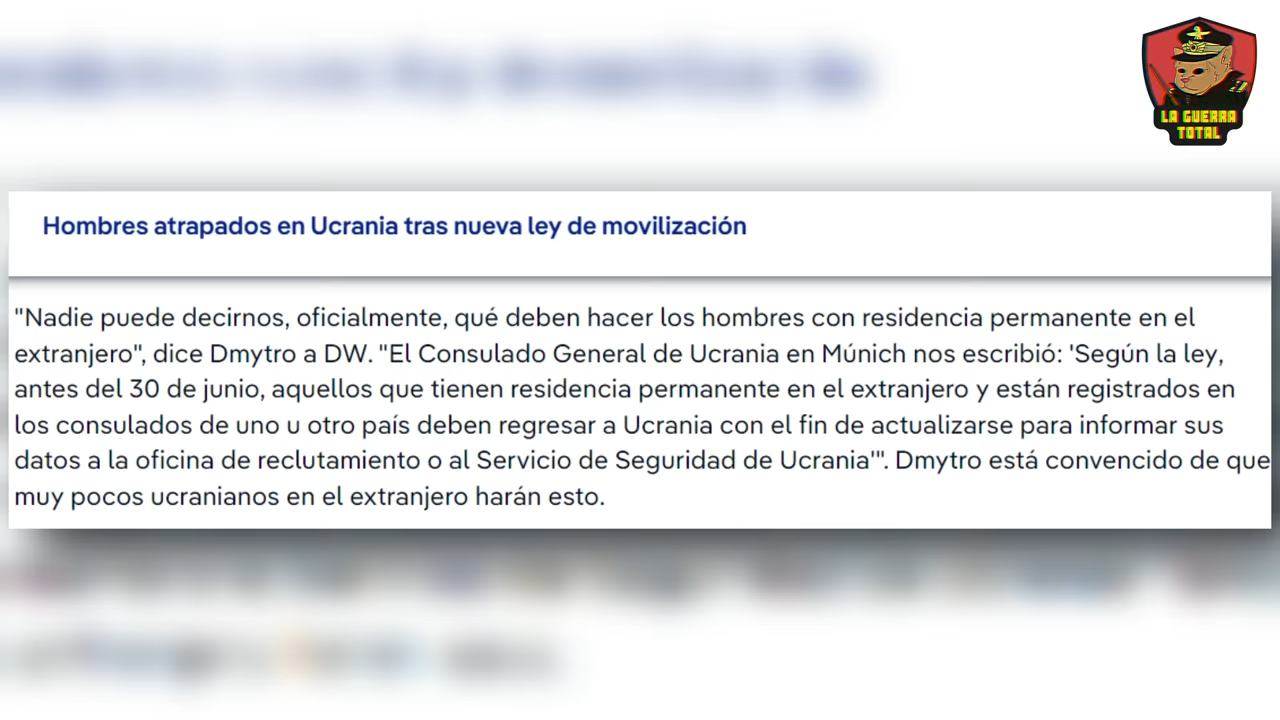 LA GUERRA
TOTAL
Hombres atrapados en Ucrania tras nueva ley de movilización
"Nadie puede decirnos, oficialmente, qué deben hacer los hombres con residencia permanente en el
extranjero", dice Dmytro a DW. "El Consulado General de Ucrania en Múnich nos escribió: 'Según la ley,
antes del 30 de junio, aquellos que tienen residencia permanente en el extranjero y están registrados en
los consulados de uno u otro país deben regresar a Ucrania con el fin de actualizarse para informar sus
datos a la oficina de reclutamiento o al Servicio de Seguridad de Ucrania'". Dmytro está convencido de que
muy pocos ucranianos en el extranjero harán esto.